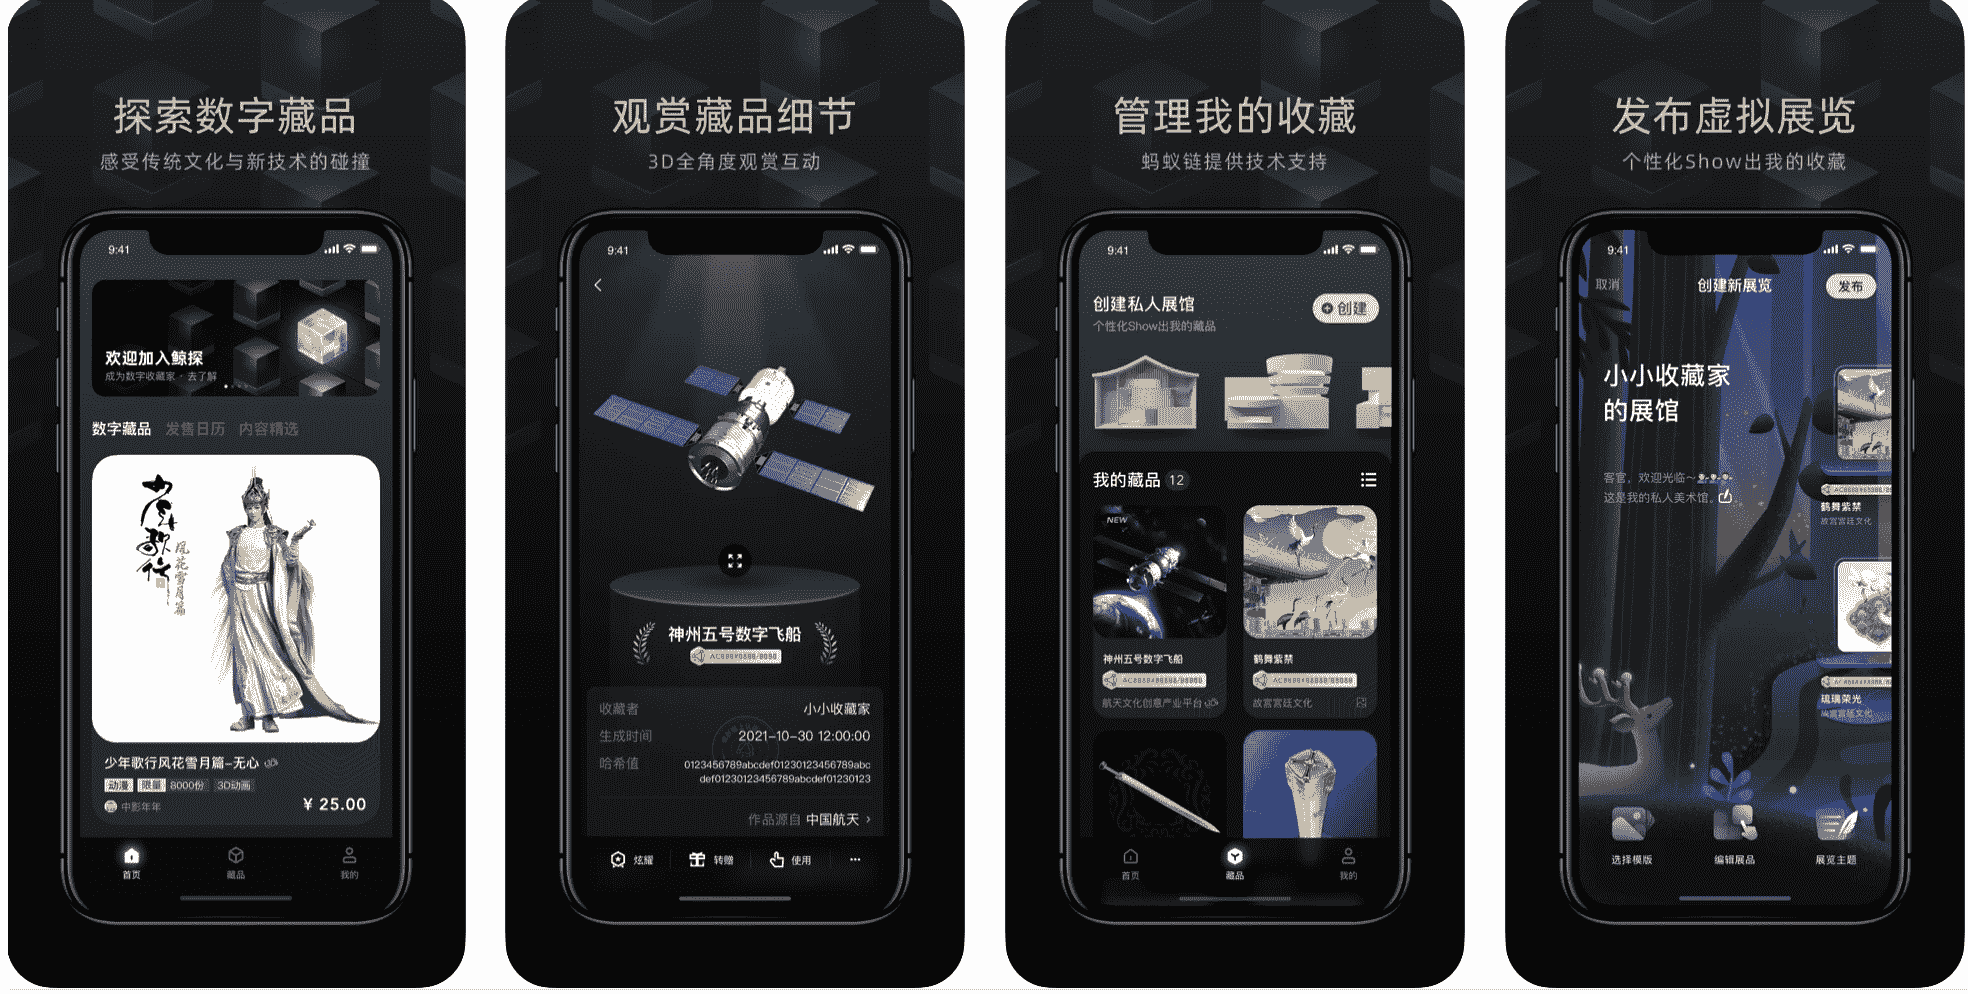 探索数字藏品
感受传统文化与新技术的碰撞
9:41
欢迎加入鲸探
成为数字收藏家 · 去了解
数字藏品 发售日历 内容精选
少年歌行
风花雪月篇
少年歌行风花雪月篇-无心
动漫 限量 8000份 3D动画
中影年年
¥ 25.00
首页 藏品 我的
观赏藏品细节
3D全角度观赏互动
9:41
神州五号数字飞船
收藏者 小小收藏家
生成时间 2021-10-30 12:00:00
哈希值 0123456789abcdef01230123456789abc
def01230123456789abcdef01230123
作品源自 中国航天 >
炫耀 转赠 使用 ···
管理我的收藏
蚂蚁链提供技术支持
9:41
创建私人展馆
个性化Show出我的藏品
创建
我的藏品 12
NEW
神州五号数字飞船
航天文化创意产业平台
鹤舞紫禁
故宫宫廷文化
首页 藏品 我的
发布虚拟展览
个性化Show出我的收藏
9:41
取消 创建新展览 发布
小小收藏家
的展馆
客官，欢迎光临~
这是我的私人美术馆。
鹤舞紫禁
故宫宫廷文化
琉璃荣光
故宫宫廷文化
选择模版 编辑展品 展览主题